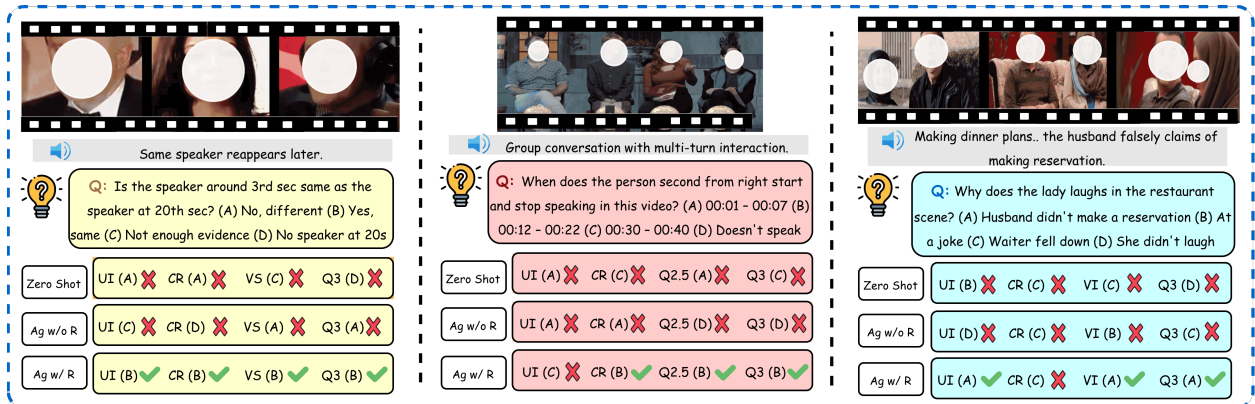 Same speaker reappears later.
Q: Is the speaker around 3rd sec same as the
speaker at 20th sec? (A) No, different (B) Yes,
same (C) Not enough evidence (D) No speaker at 20s
Zero Shot
UI (A) CR (A) VS (C) Q3 (D)
Ag w/o R
UI (C) CR (D) VS (A) Q3 (A)
Ag w/ R
UI (B) CR (B) VS (B) Q3 (B)
Group conversation with multi-turn interaction.
Q: When does the person second from right start
and stop speaking in this video? (A) 00:01 – 00:07 (B)
00:12 – 00:22 (C) 00:30 – 00:40 (D) Doesn't speak
Zero Shot
UI (A) CR (C) Q2.5 (A) Q3 (C)
Ag w/o R
UI (A) CR (A) Q2.5 (D) Q3 (D)
Ag w/ R
UI (C) CR (B) Q2.5 (B) Q3 (B)
Making dinner plans.. the husband falsely claims of
making reservation.
Q: Why does the lady laughs in the restaurant
scene? (A) Husband didn't make a reservation (B) At
a joke (C) Waiter fell down (D) She didn't laugh
Zero Shot
UI (B) CR (C) VI (C) Q3 (D)
Ag w/o R
UI (D) CR (C) VI (B) Q3 (C)
Ag w/ R
UI (A) CR (C) VI (A) Q3 (A)